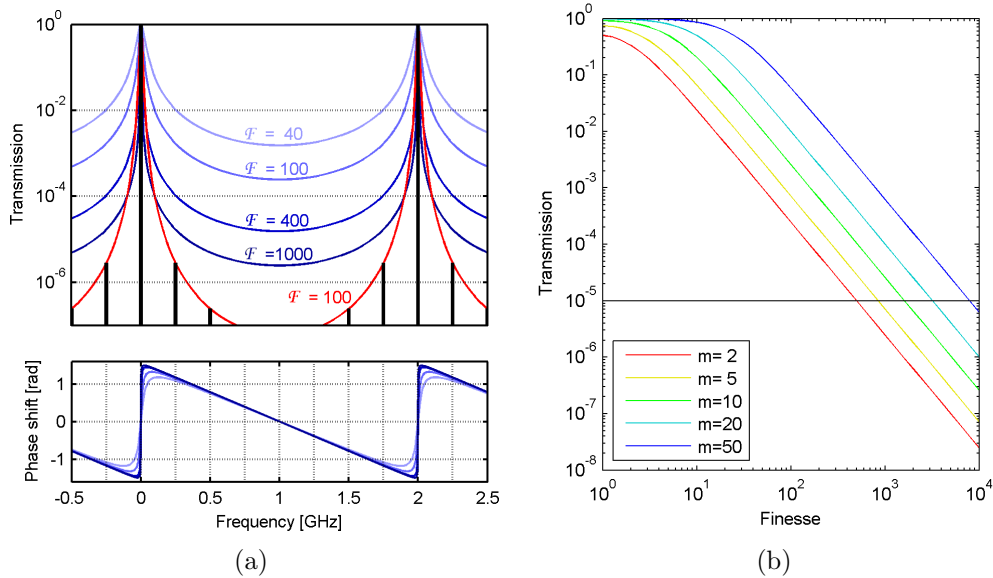 10^0
10^-2
10^-4
10^-6
Transmission
ℱ = 40
ℱ = 100
ℱ = 400
ℱ =1000
ℱ = 100
1
0
-1
Phase shift [rad]
-0.5 0 0.5 1 1.5 2 2.5
Frequency [GHz]
(a)
10^0
10^-1
10^-2
10^-3
10^-4
10^-5
10^-6
10^-7
10^-8
Transmission
m= 2
m= 5
m=10
m=20
m=50
10^0 10^1 10^2 10^3 10^4
Finesse
(b)